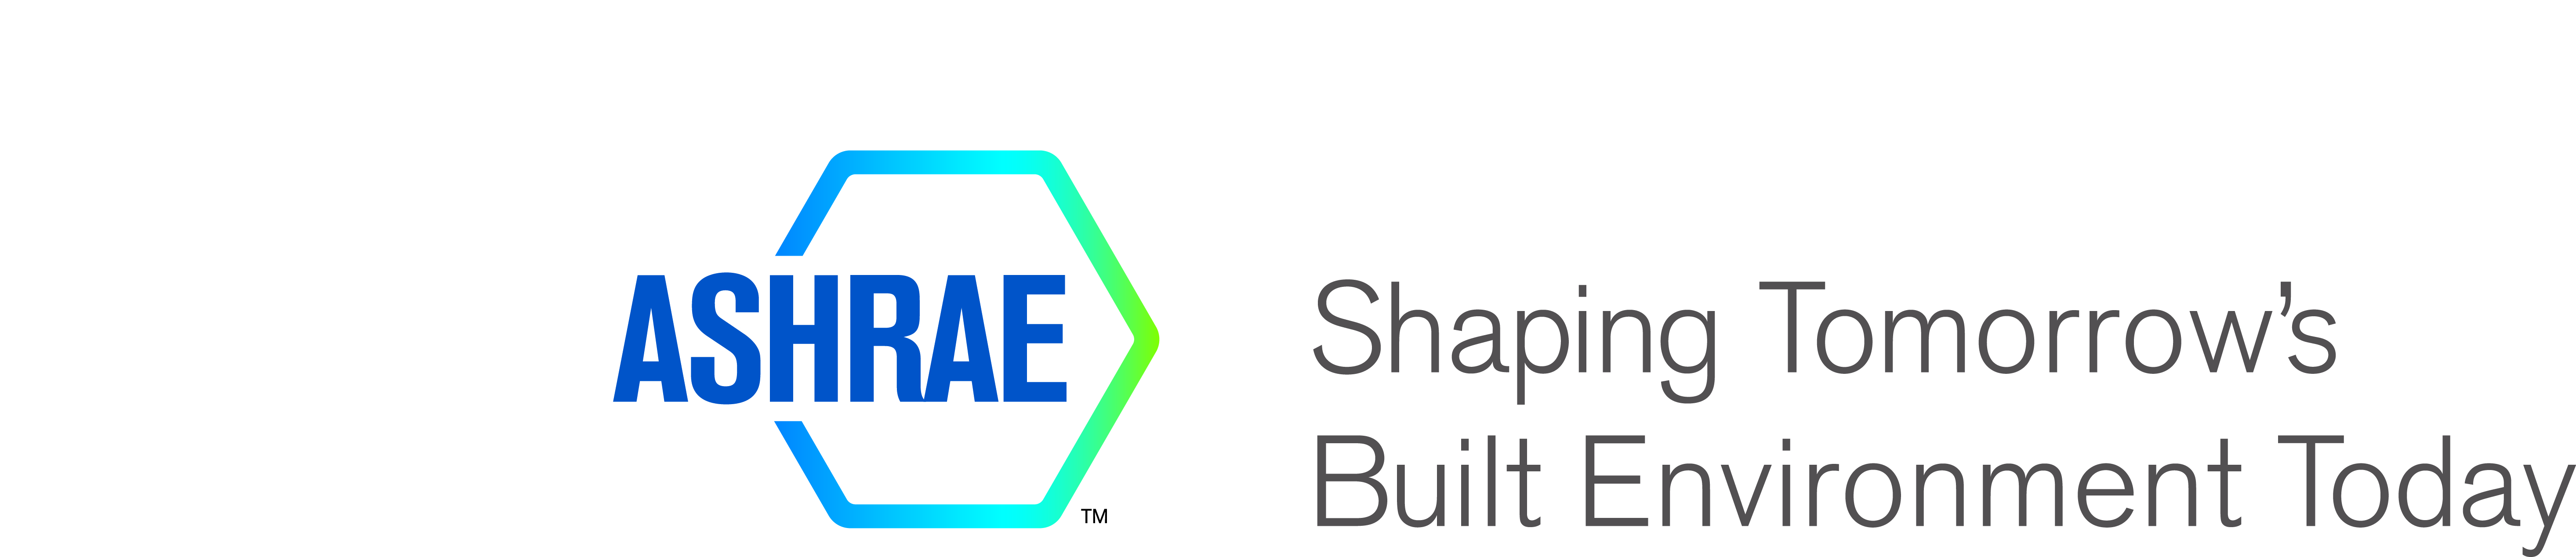 ASHRAE
TM
Shaping Tomorrow’s
Built Environment Today